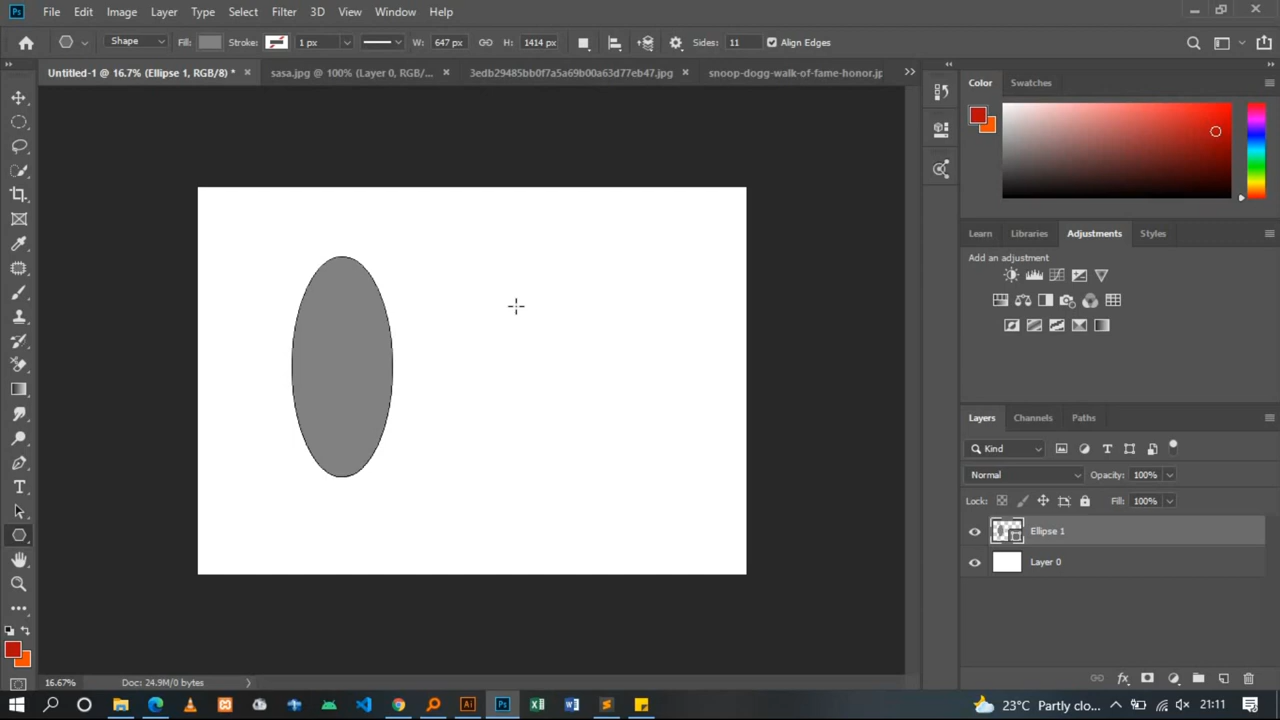 Ps File Edit Image Layer Type Select Filter 3D View Window Help
Shape Fill: Stroke: 1 px W: 647 px H: 1414 px Sides: 11 Align Edges
Untitled-1 @ 16.7% (Ellipse 1, RGB/8) * × sasa.jpg @ 100% (Layer 0, RGB/... × 3edb29485bb0f7a5a69b00a63d77eb47.jpg × snoop-dogg-walk-of-fame-honor.jp
Color Swatches
Learn Libraries Adjustments Styles
Add an adjustment
Layers Channels Paths
Kind
Normal Opacity: 100%
Lock: Fill: 100%
Ellipse 1
Layer 0
fx
16.67% Doc: 24.9M/0 bytes
Ai Ps 23°C Partly clo... 21:11